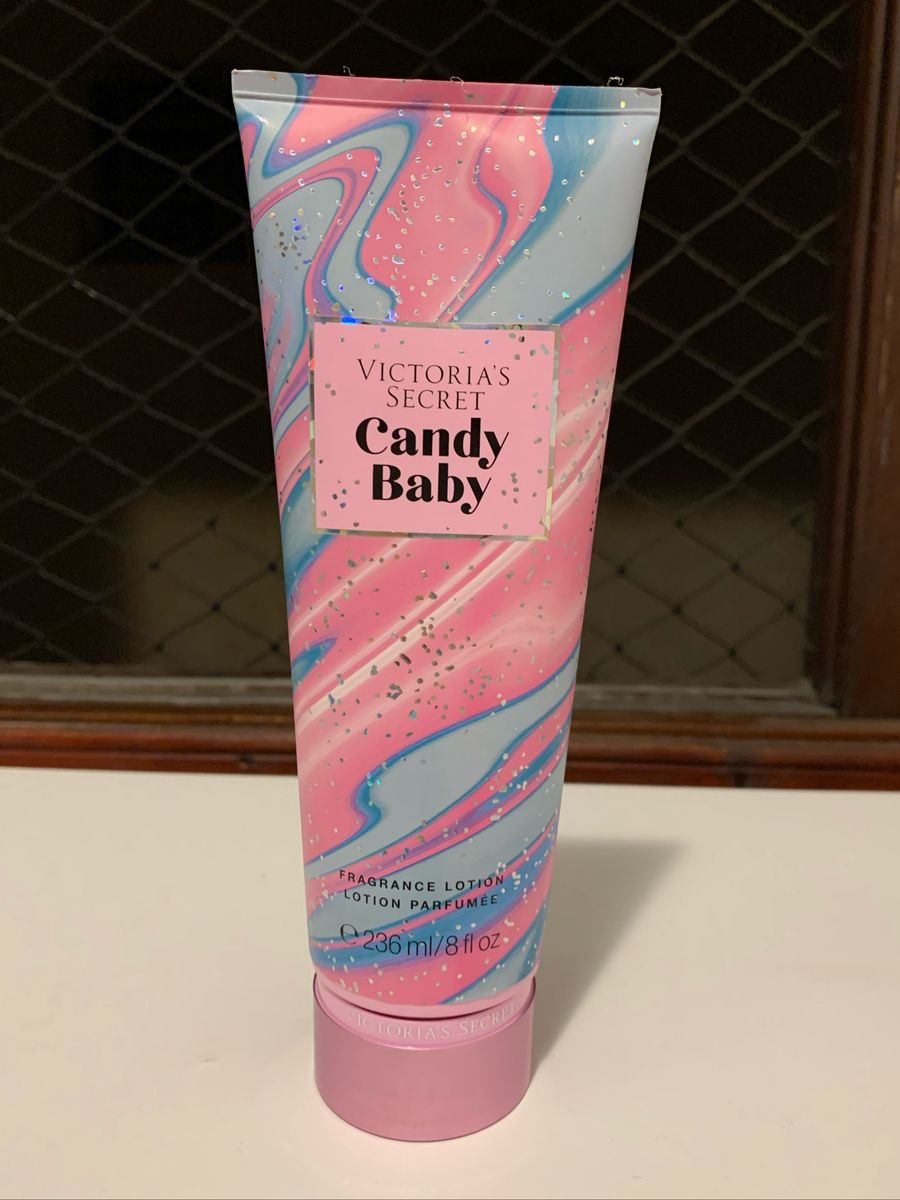 VICTORIA'S
SECRET
Candy
Baby
FRAGRANCE LOTION
LOTION PARFUMÉE
℮ 236 ml/8 fl oz
VICTORIA'S SECRET